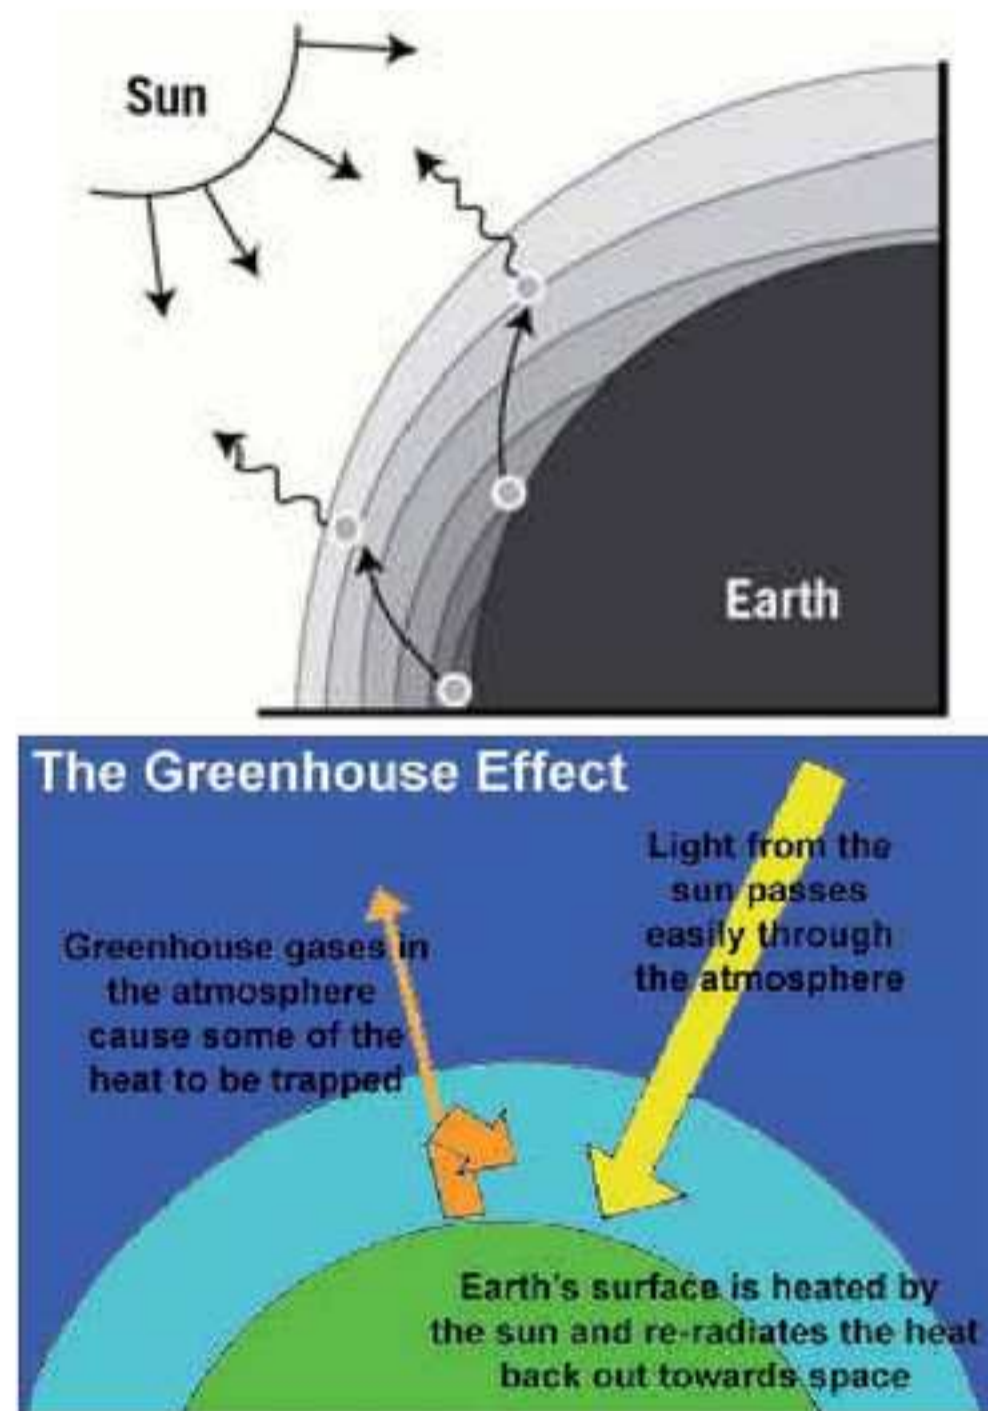 Sun
Earth
The Greenhouse Effect
Light from the
sun passes
easily through
the atmosphere
Greenhouse gases in
the atmosphere
cause some of the
heat to be trapped
Earth's surface is heated by
the sun and re-radiates the heat
back out towards space